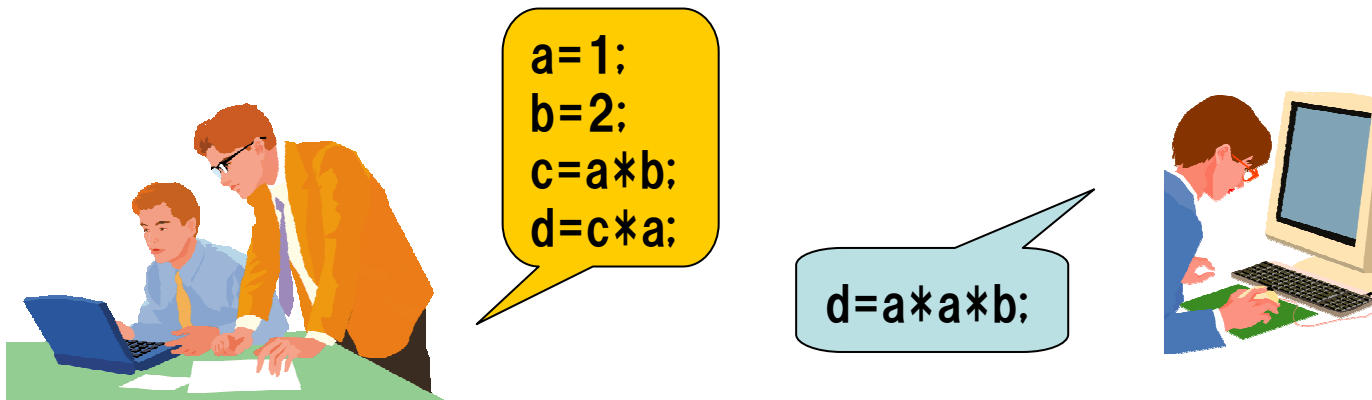 a=1;
b=2;
c=a*b;
d=c*a;
d=a*a*b;